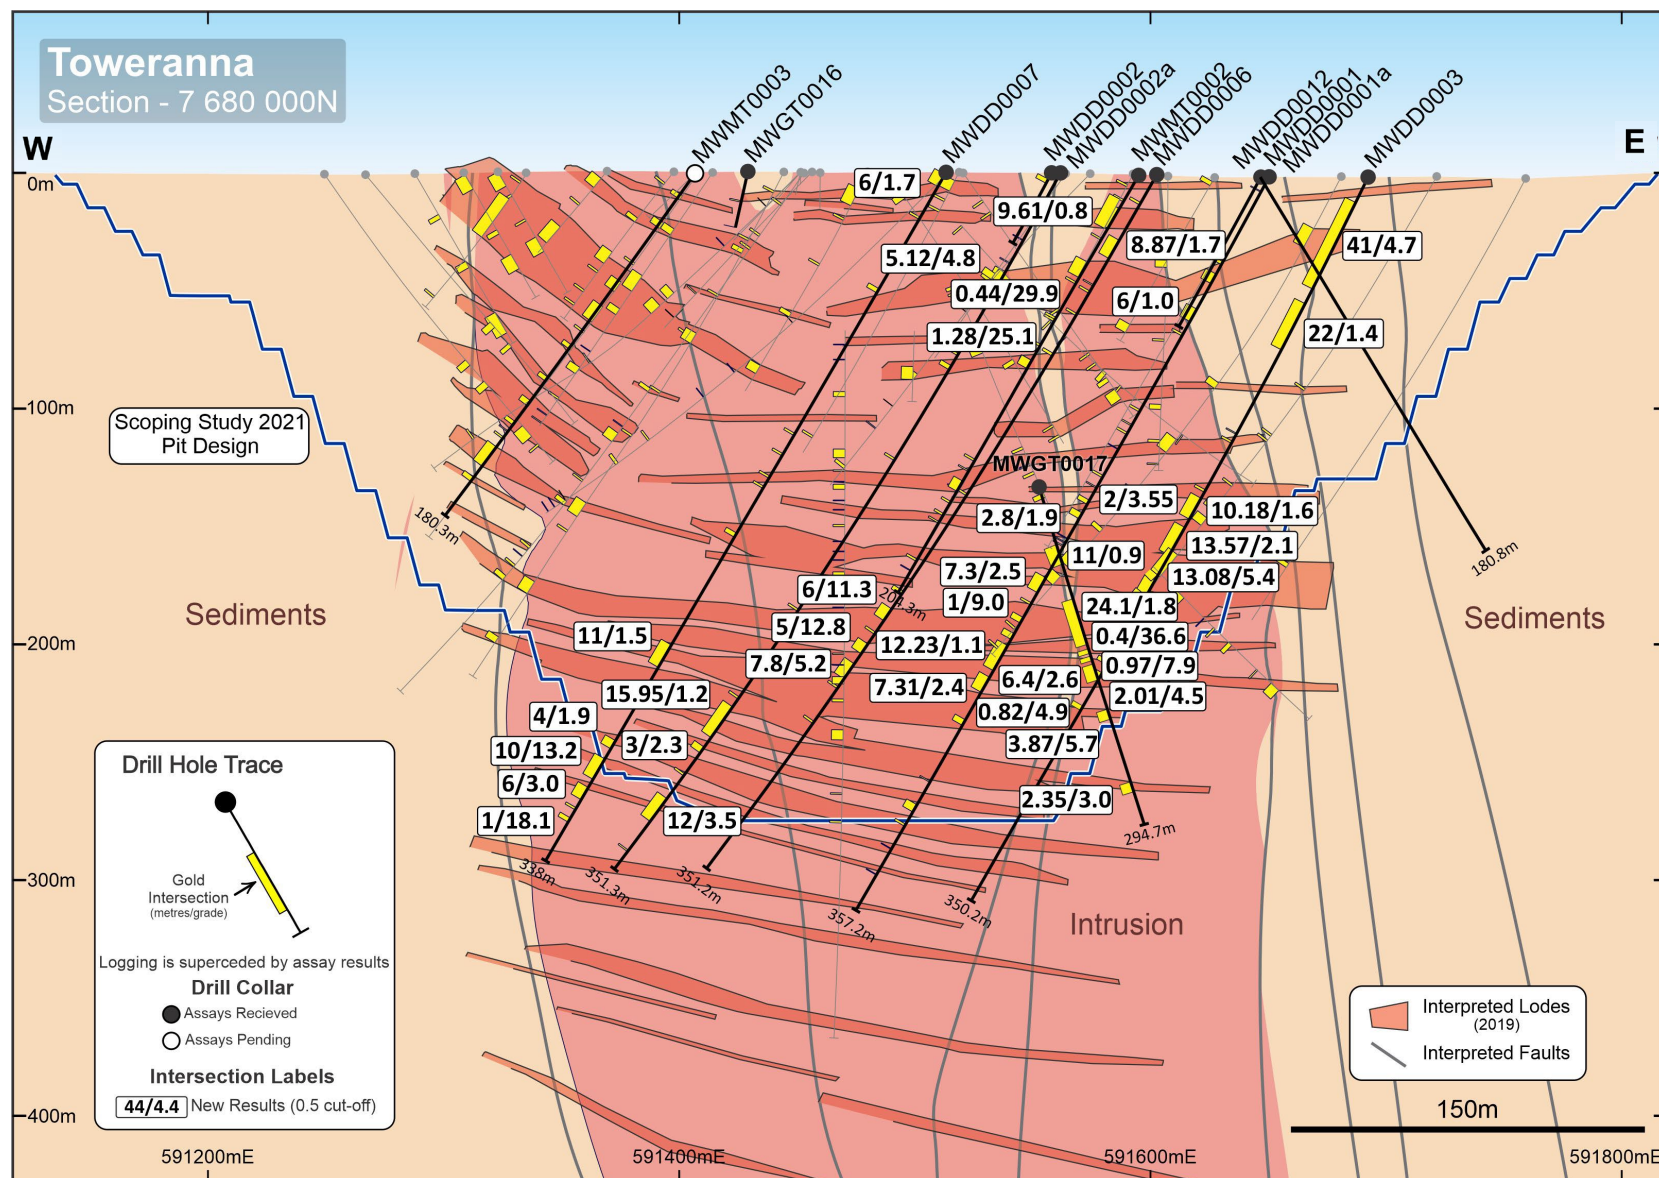 Toweranna
Section - 7 680 000N
W
E
MWMT0003
MWGT0016
MWDD0007
MWDD0002
MWDD0002a
MWMT0002
MWDD0006
MWDD0012
MWDD0001
MWDD0001a
MWDD0003
0m
100m
200m
300m
400m
6/1.7
9.61/0.8
5.12/4.8
8.87/1.7
41/4.7
0.44/29.9
6/1.0
1.28/25.1
22/1.4
Scoping Study 2021
Pit Design
MWGT0017
2/3.55
2.8/1.9
10.18/1.6
180.3m
11/0.9
13.57/2.1
180.8m
7.3/2.5
13.08/5.4
6/11.3
204.3m
1/9.0
24.1/1.8
Sediments
Sediments
5/12.8
11/1.5
12.23/1.1
0.4/36.6
7.8/5.2
0.97/7.9
6.4/2.6
7.31/2.4
15.95/1.2
2.01/4.5
4/1.9
0.82/4.9
10/13.2
3/2.3
3.87/5.7
6/3.0
2.35/3.0
1/18.1
12/3.5
294.7m
338m
351.3m
351.2m
357.2m
350.2m
Intrusion
Drill Hole Trace
Gold
Intersection
(metres/grade)
Logging is superceded by assay results
Drill Collar
Assays Recieved
Assays Pending
Intersection Labels
44/4.4 New Results (0.5 cut-off)
Interpreted Lodes
(2019)
Interpreted Faults
150m
591200mE
591400mE
591600mE
591800mE